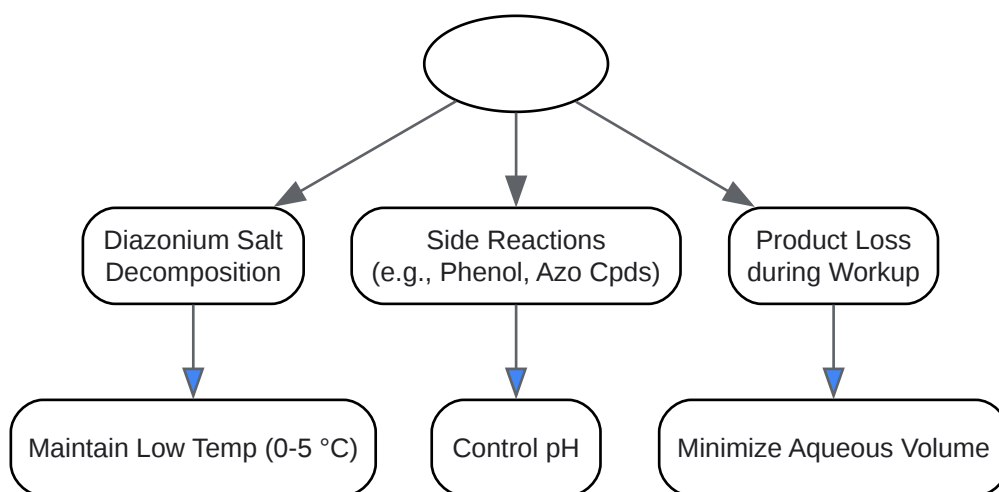 Diazonium Salt
Decomposition
Side Reactions
(e.g., Phenol, Azo Cpds)
Product Loss
during Workup
Maintain Low Temp (0-5 °C)
Control pH
Minimize Aqueous Volume